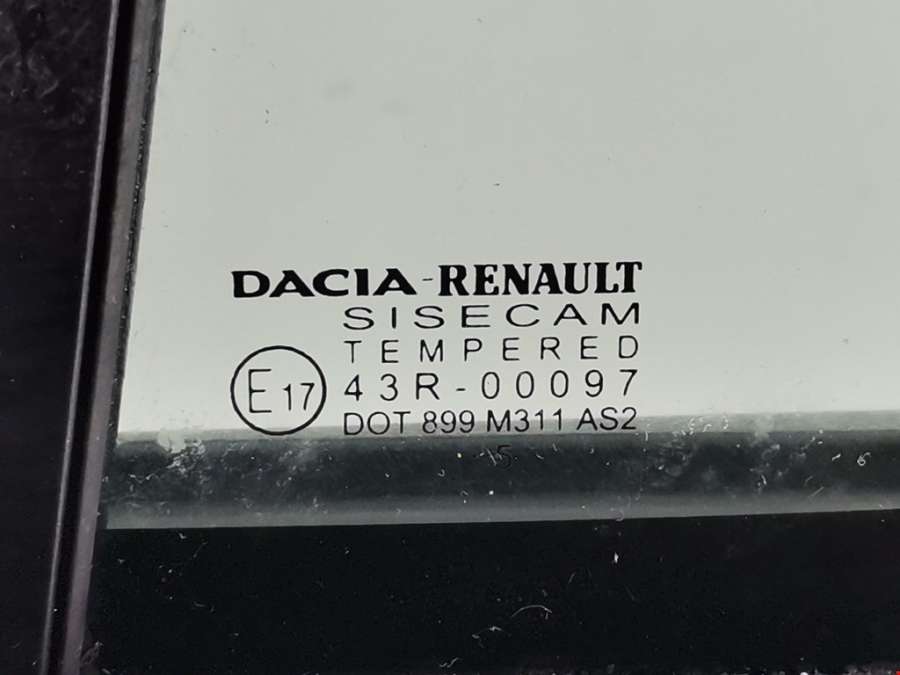 DACIA-RENAULT
SISECAM
TEMPERED
E17 43R-00097
DOT 899 M311 AS2